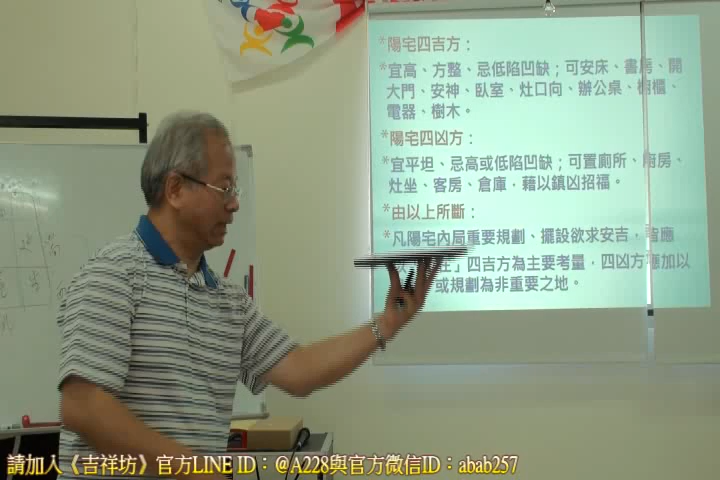 *陽宅四吉方：
*宜高、方整、忌低陷凹缺；可安床、書房、開
大門、安神、臥室、灶口向、辦公桌、櫥櫃、
電器、樹木。
*陽宅四凶方：
*宜平坦、忌高或低陷凹缺；可置廁所、廚房、
灶坐、客房、倉庫，藉以鎮凶招福。
*由以上所斷：
*凡陽宅內局重要規劃、擺設欲求安吉，皆應
」四吉方為主要考量，四凶方應加以
或規劃為非重要之地。
請加入《吉祥坊》官方LINE ID：@A228與官方微信ID：abab257